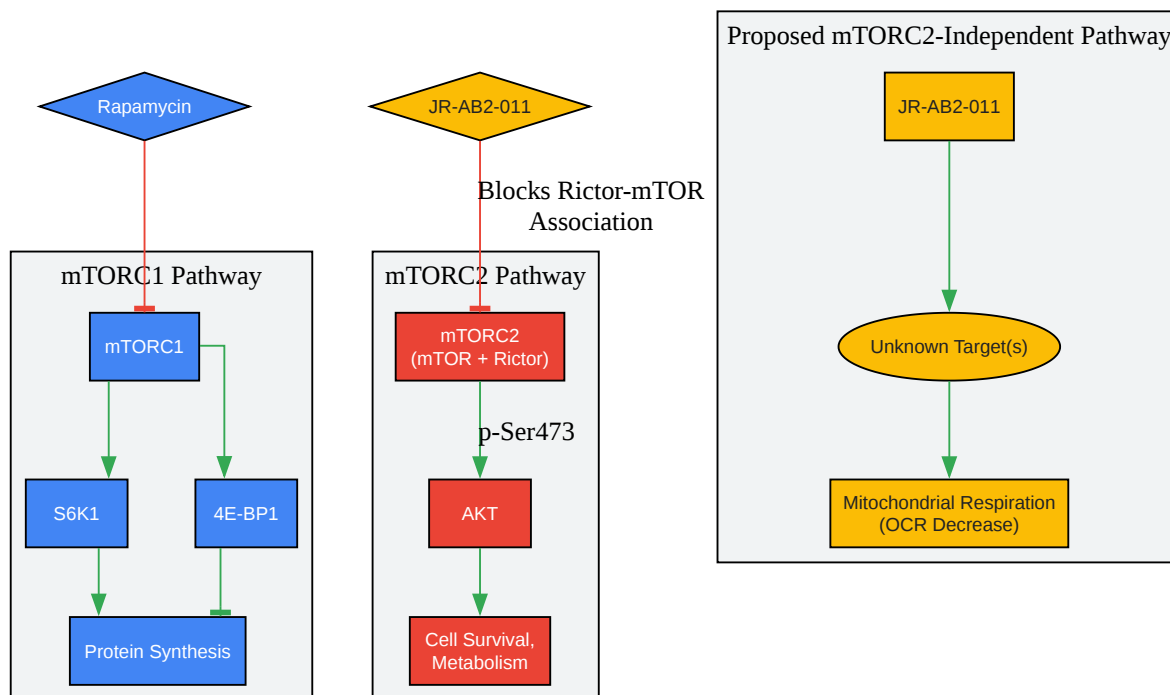 Proposed mTORC2-Independent Pathway
Rapamycin
JR-AB2-011
JR-AB2-011
Blocks Rictor-mTOR
Association
mTORC1 Pathway
mTORC2 Pathway
mTORC1
mTORC2
(mTOR + Rictor)
Unknown Target(s)
p-Ser473
S6K1
4E-BP1
AKT
Mitochondrial Respiration
(OCR Decrease)
Protein Synthesis
Cell Survival,
Metabolism